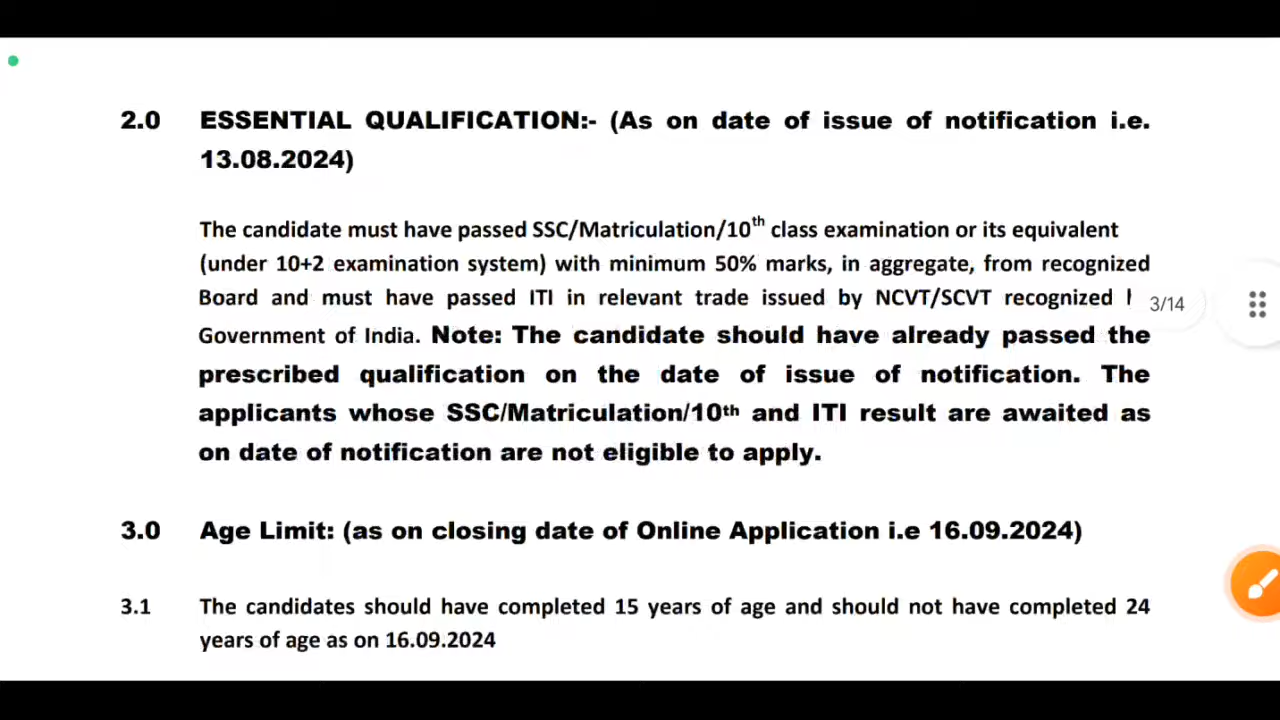 2.0 ESSENTIAL QUALIFICATION:- (As on date of issue of notification i.e.
13.08.2024)
The candidate must have passed SSC/Matriculation/10th class examination or its equivalent
(under 10+2 examination system) with minimum 50% marks, in aggregate, from recognized
Board and must have passed ITI in relevant trade issued by NCVT/SCVT recognized
3/14
Government of India. Note: The candidate should have already passed the
prescribed qualification on the date of issue of notification. The
applicants whose SSC/Matriculation/10th and ITI result are awaited as
on date of notification are not eligible to apply.
3.0 Age Limit: (as on closing date of Online Application i.e 16.09.2024)
3.1 The candidates should have completed 15 years of age and should not have completed 24
years of age as on 16.09.2024